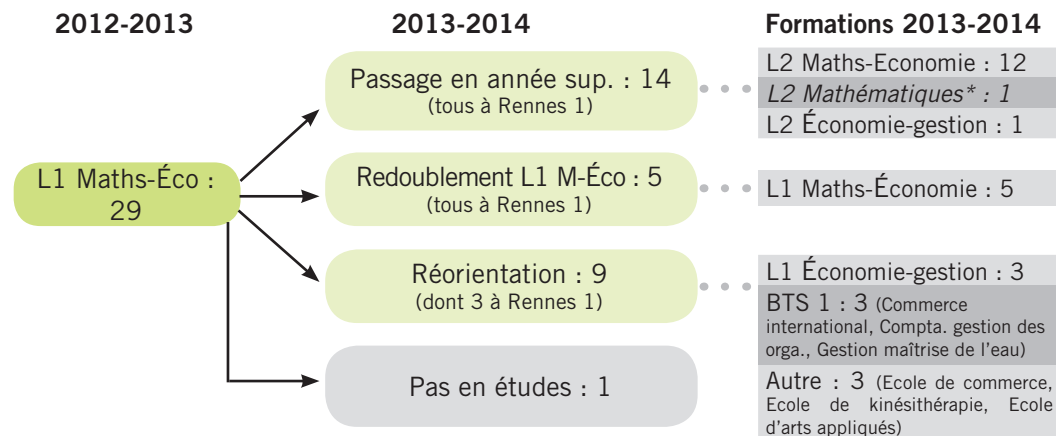 2012-2013
2013-2014
Formations 2013-2014
L1 Maths-Éco :
29
Passage en année sup. : 14
(tous à Rennes 1)
L2 Maths-Economie : 12
L2 Mathématiques* : 1
L2 Économie-gestion : 1
Redoublement L1 M-Éco : 5
(tous à Rennes 1)
L1 Maths-Économie : 5
Réorientation : 9
(dont 3 à Rennes 1)
L1 Économie-gestion : 3
BTS 1 : 3 (Commerce
international, Compta. gestion des
orga., Gestion maîtrise de l'eau)
Autre : 3 (Ecole de commerce,
Ecole de kinésithérapie, Ecole
d'arts appliqués)
Pas en études : 1